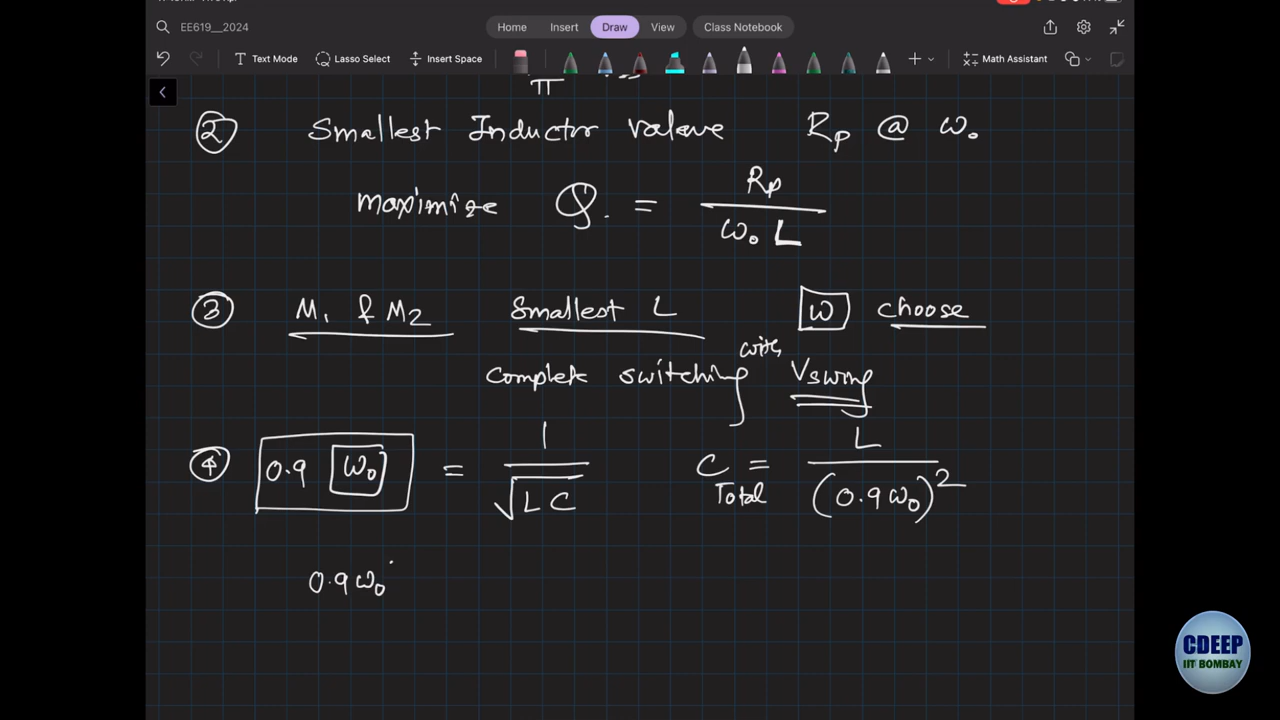 EE619__2024
Home Insert Draw View Class Notebook
Text Mode Lasso Select Insert Space Math Assistant
π
② Smallest Inductor valave Rp @ ω₀
maximize Q. = Rp / ω₀ L
③ M₁ & M₂ Smallest L W choose
complete switching with Vswing
④ 0.9 ω₀ = 1 / √LC C Total = L / (0.9ω₀)²
0.9ω₀
CDEEP
IIT BOMBAY